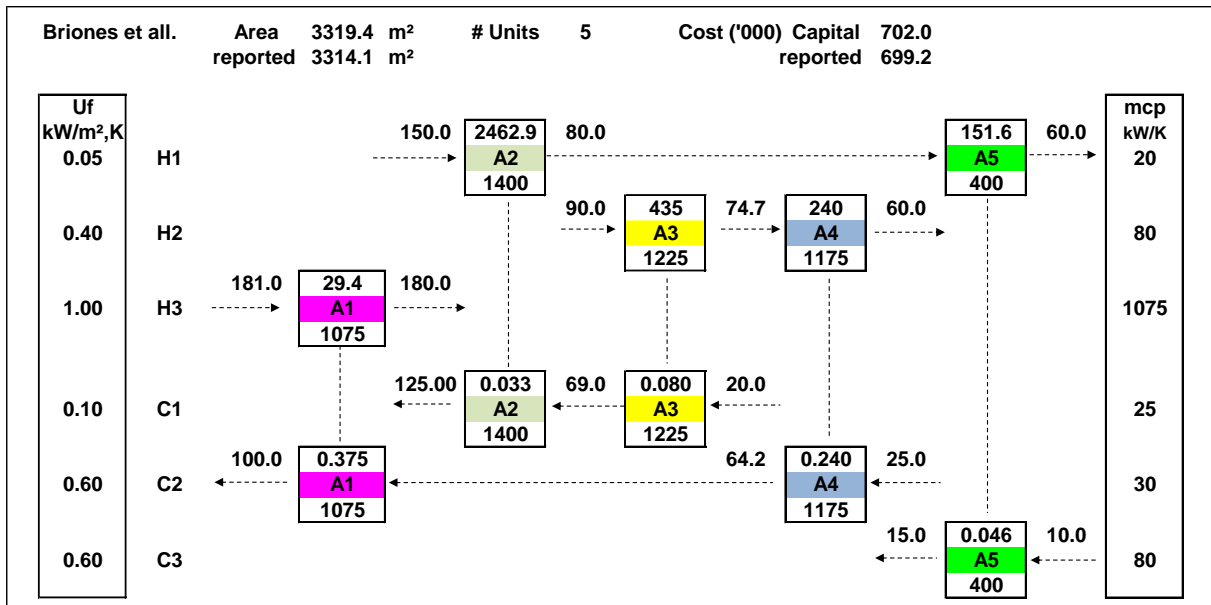 Briones et all. Area 3319.4 m² # Units 5 Cost ('000) Capital 702.0
reported 3314.1 m² reported 699.2
Uf mcp
kW/m²,K 150.0 2462.9 80.0 151.6 60.0 kW/K
0.05 H1 A2 A5 20
1400 400
90.0 435 74.7 240 60.0
0.40 H2 A3 A4 80
1225 1175
181.0 29.4 180.0
1.00 H3 A1 1075
1075
125.00 0.033 69.0 0.080 20.0
0.10 C1 A2 A3 25
1400 1225
100.0 0.375 64.2 0.240 25.0
0.60 C2 A1 A4 30
1075 1175
15.0 0.046 10.0
0.60 C3 A5 80
400